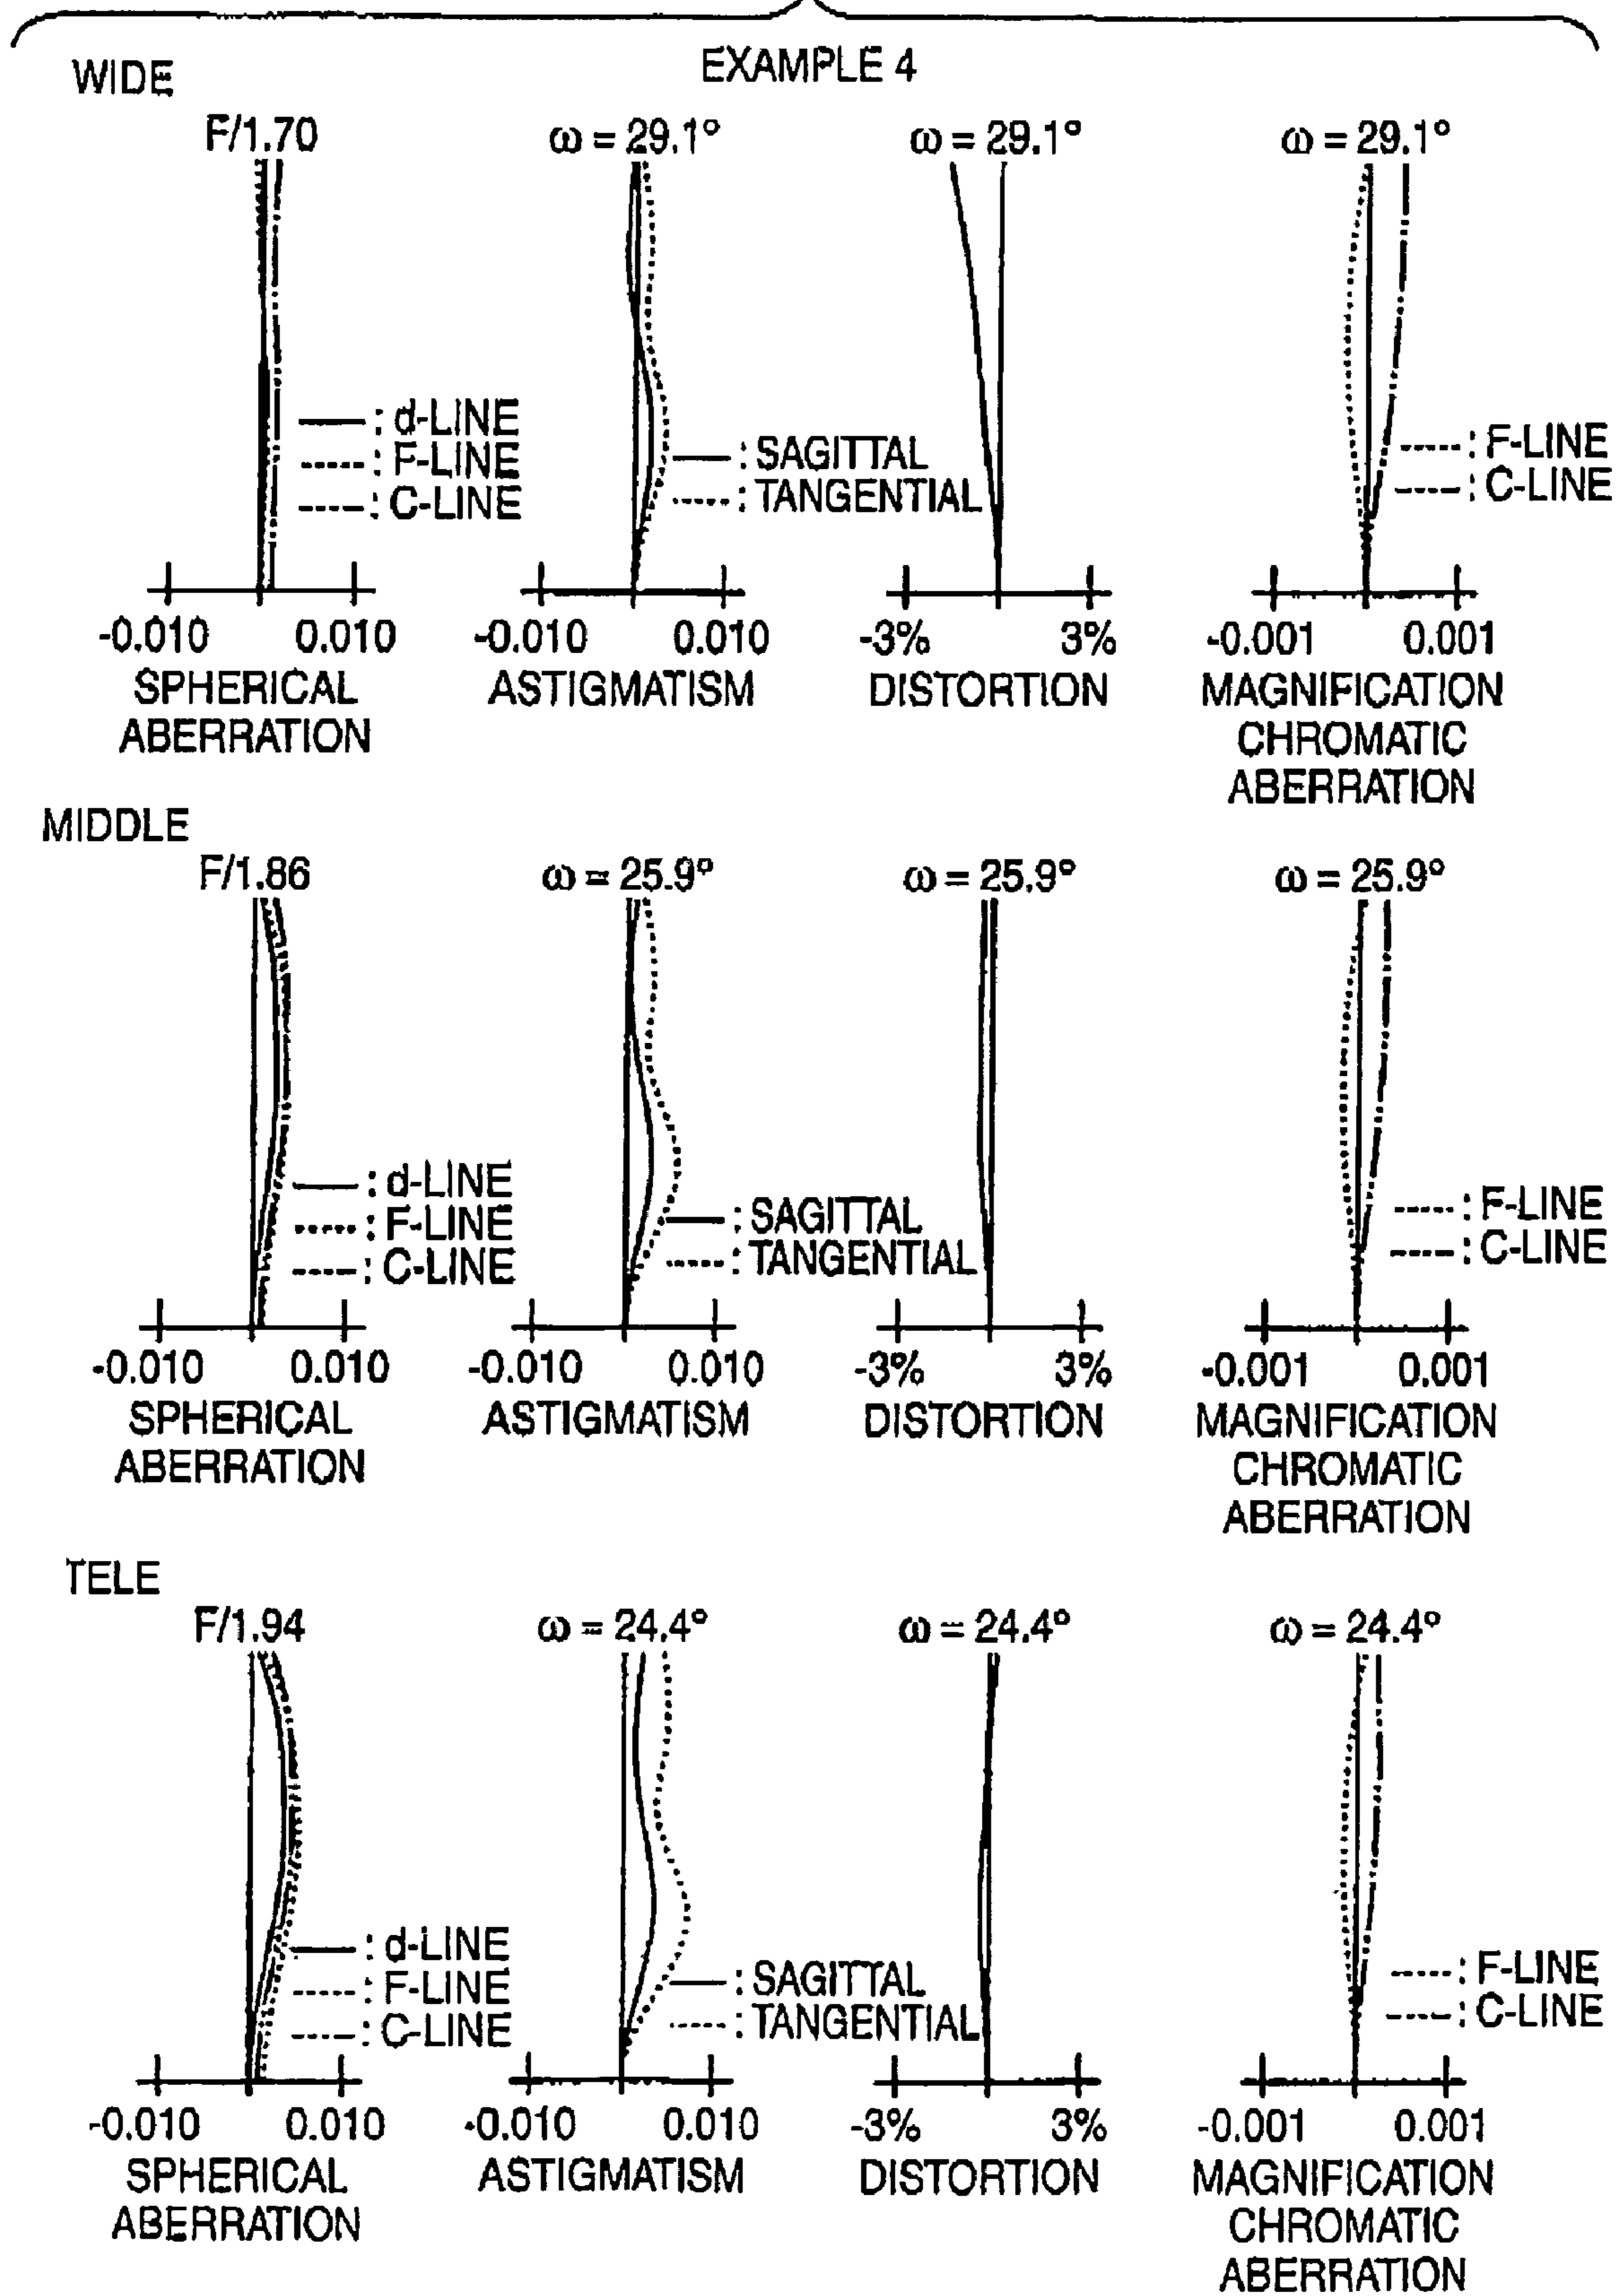 EXAMPLE 4
WIDE
F/1.70
ω = 29.1°
ω = 29.1°
ω = 29.1°
: d-LINE
: F-LINE
: C-LINE
: SAGITTAL
: TANGENTIAL
: F-LINE
: C-LINE
-0.010 0.010
SPHERICAL
ABERRATION
-0.010 0.010
ASTIGMATISM
-3% 3%
DISTORTION
-0.001 0.001
MAGNIFICATION
CHROMATIC
ABERRATION
MIDDLE
F/1.86
ω = 25.9°
ω = 25.9°
ω = 25.9°
: d-LINE
: F-LINE
: C-LINE
: SAGITTAL
: TANGENTIAL
: F-LINE
: C-LINE
-0.010 0.010
SPHERICAL
ABERRATION
-0.010 0.010
ASTIGMATISM
-3% 3%
DISTORTION
-0.001 0.001
MAGNIFICATION
CHROMATIC
ABERRATION
TELE
F/1.94
ω = 24.4°
ω = 24.4°
ω = 24.4°
: d-LINE
: F-LINE
: C-LINE
: SAGITTAL
: TANGENTIAL
: F-LINE
: C-LINE
-0.010 0.010
SPHERICAL
ABERRATION
-0.010 0.010
ASTIGMATISM
-3% 3%
DISTORTION
-0.001 0.001
MAGNIFICATION
CHROMATIC
ABERRATION